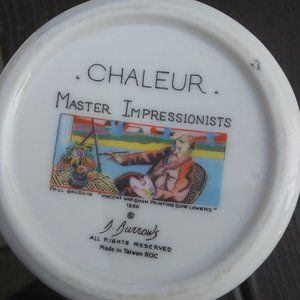 CHALEUR
MASTER IMPRESSIONISTS
PAUL GAUGUIN "VINCENT VAN GOGH PAINTING SUNFLOWERS"
1888
©
D. Burrows
ALL RIGHTS RESERVED
Made in Taiwan ROC